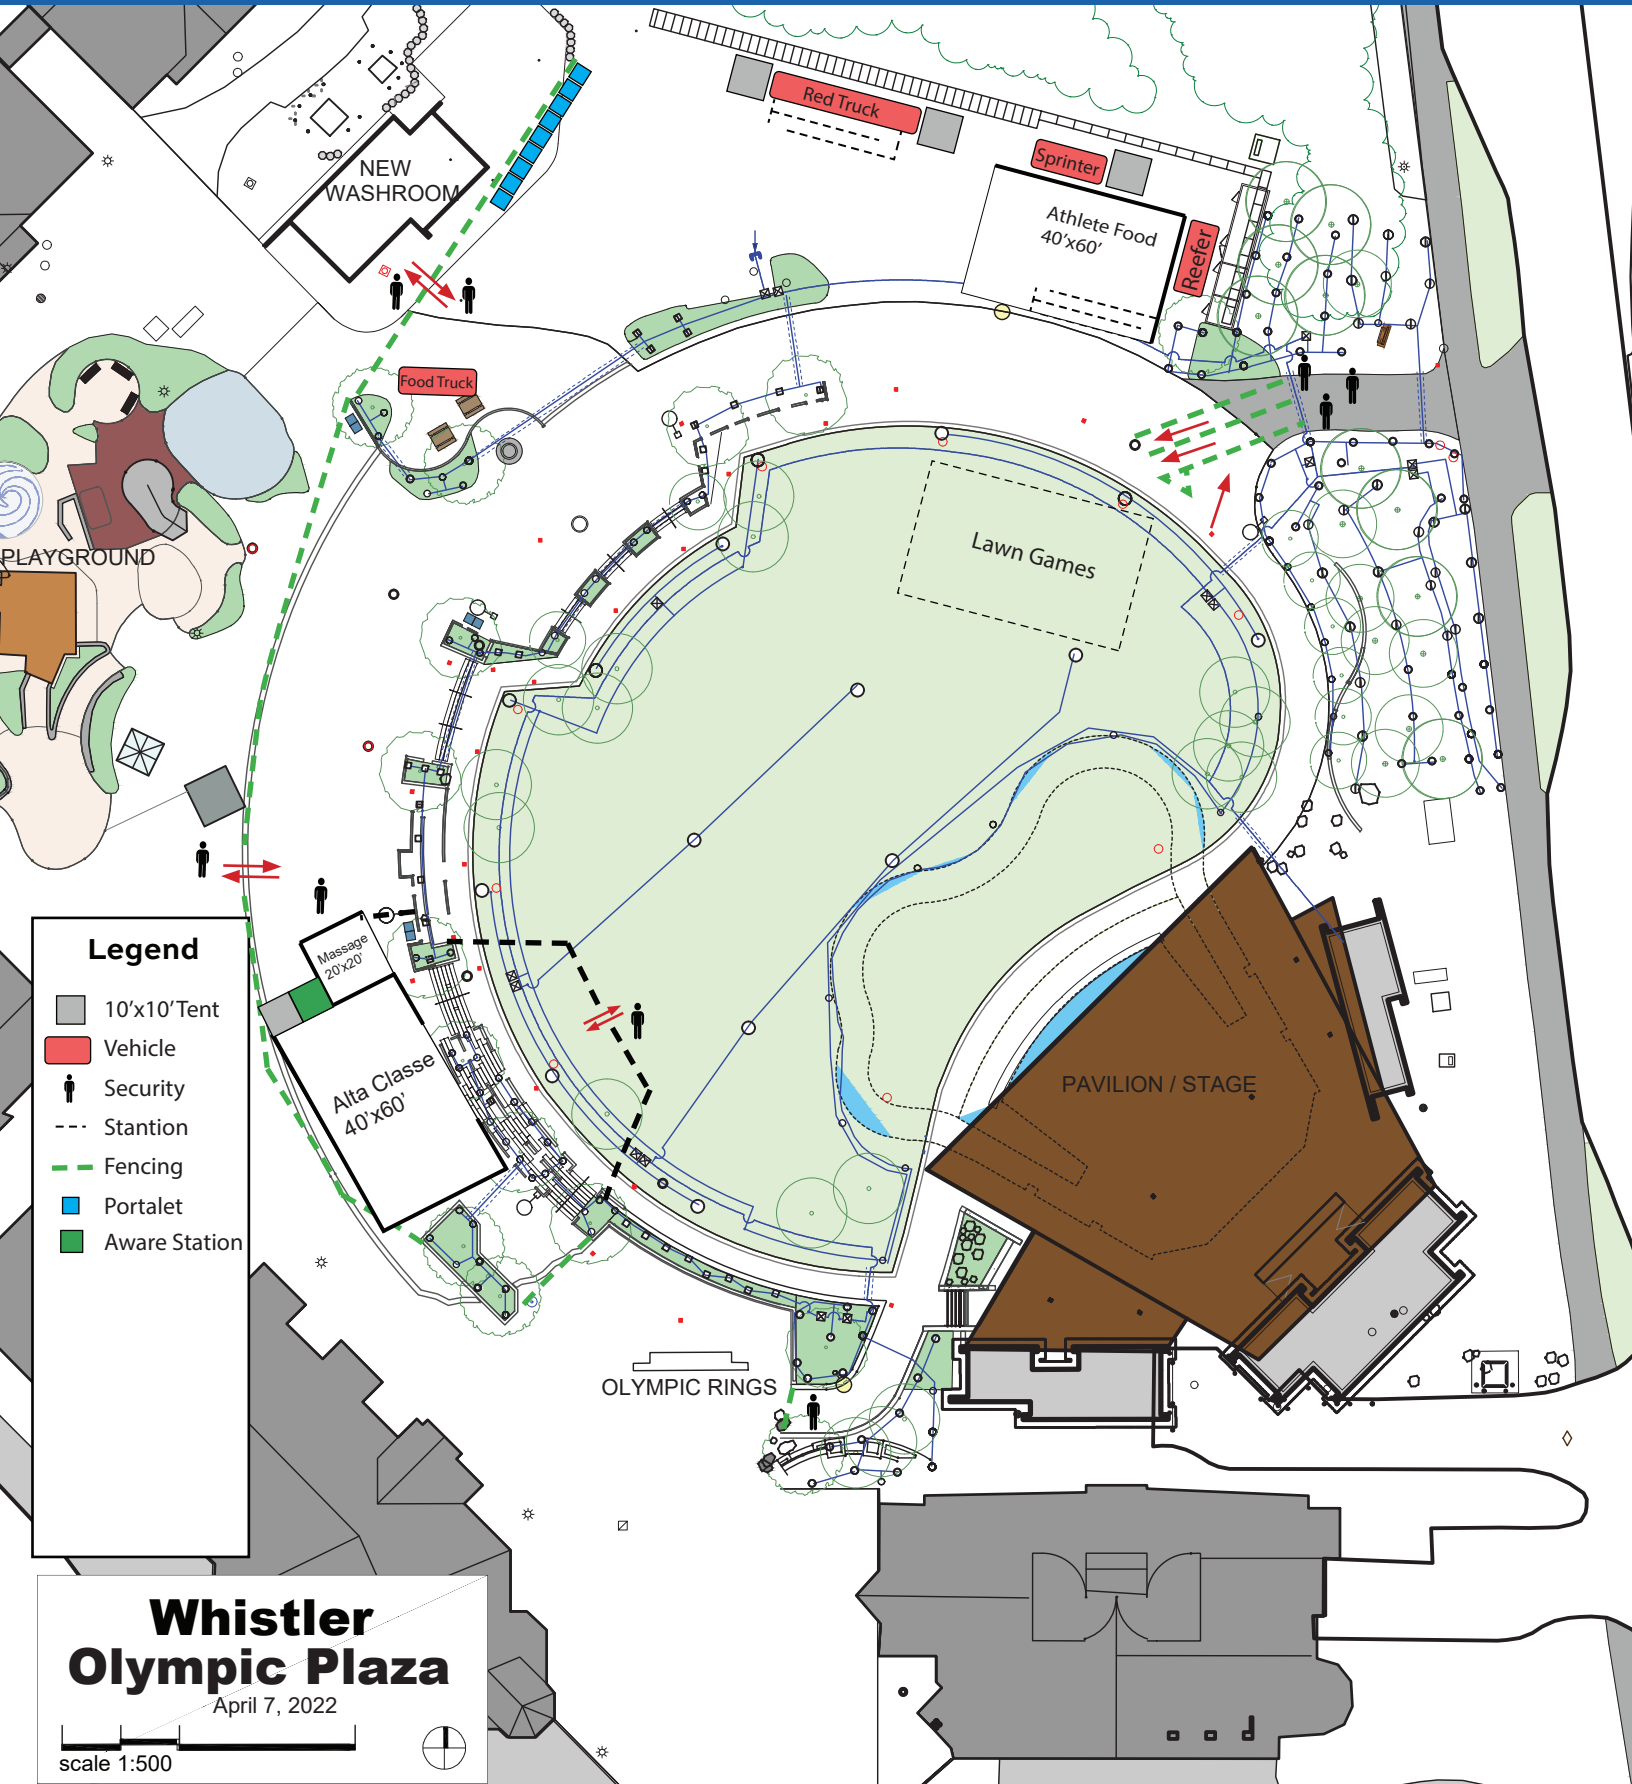 Red Truck
Sprinter
NEW
WASHROOM
Athlete Food
40'x60'
Reefer
Food Truck
Lawn Games
PLAYGROUND
Massage
20'x20'
Alta Classe
40'x60'
PAVILION / STAGE
OLYMPIC RINGS
Legend
10'x10' Tent
Vehicle
Security
Stantion
Fencing
Portalet
Aware Station
Whistler
Olympic Plaza
April 7, 2022
scale 1:500